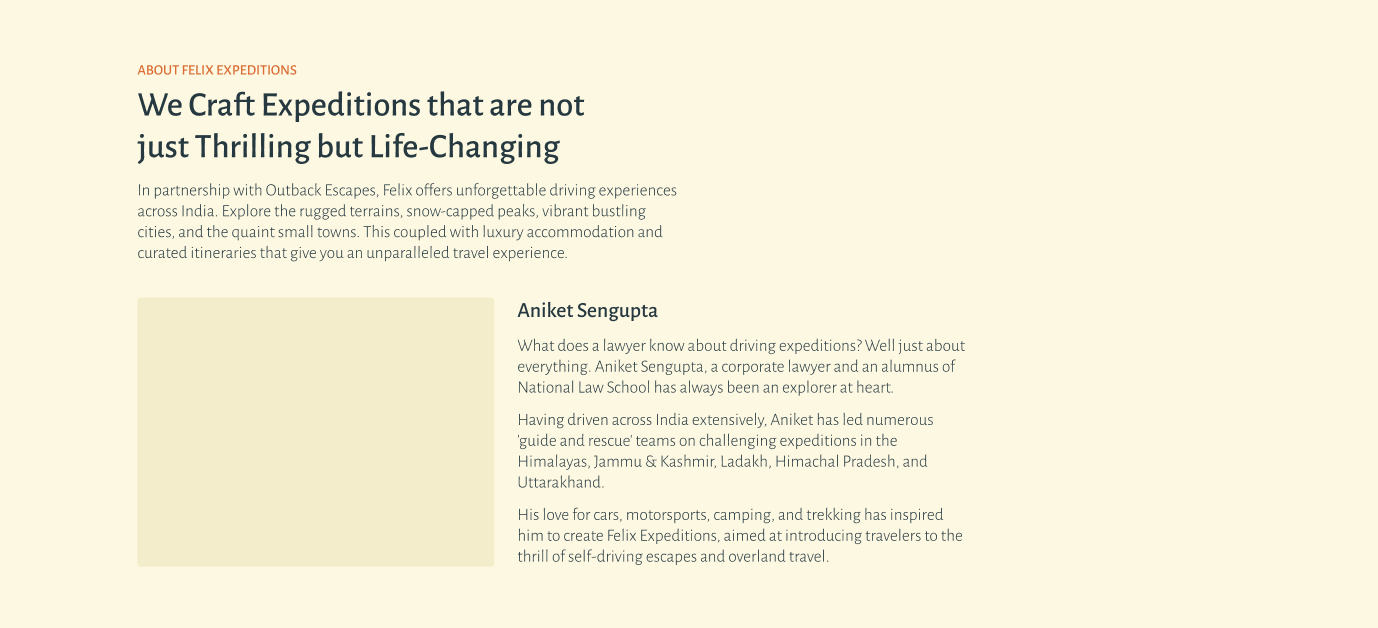 ABOUT FELIX EXPEDITIONS
We Craft Expeditions that are not
just Thrilling but Life-Changing
In partnership with Outback Escapes, Felix offers unforgettable driving experiences
across India. Explore the rugged terrains, snow-capped peaks, vibrant bustling
cities, and the quaint small towns. This coupled with luxury accommodation and
curated itineraries that give you an unparalleled travel experience.
Aniket Sengupta
What does a lawyer know about driving expeditions? Well just about
everything. Aniket Sengupta, a corporate lawyer and an alumnus of
National Law School has always been an explorer at heart.
Having driven across India extensively, Aniket has led numerous
'guide and rescue' teams on challenging expeditions in the
Himalayas, Jammu & Kashmir, Ladakh, Himachal Pradesh, and
Uttarakhand.
His love for cars, motorsports, camping, and trekking has inspired
him to create Felix Expeditions, aimed at introducing travelers to the
thrill of self-driving escapes and overland travel.